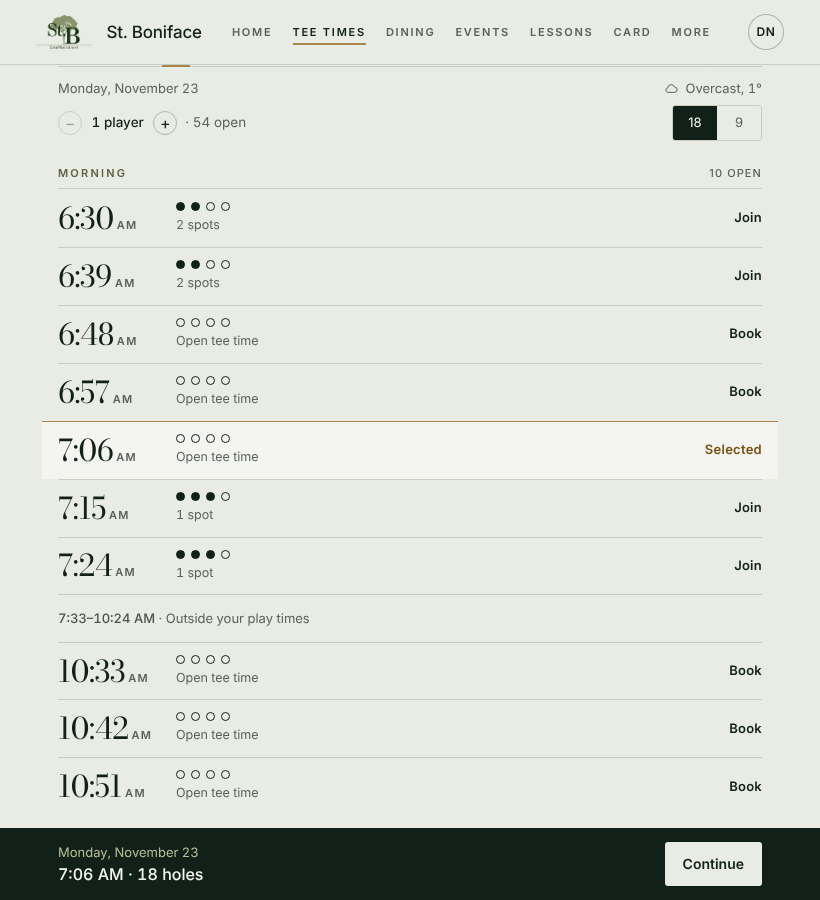 StB
St. Boniface
HOME TEE TIMES DINING EVENTS LESSONS CARD MORE
DN
Monday, November 23
Overcast, 1°
− 1 player + · 54 open
18 9
MORNING
10 OPEN
6:30 AM
2 spots
Join
6:39 AM
2 spots
Join
6:48 AM
Open tee time
Book
6:57 AM
Open tee time
Book
7:06 AM
Open tee time
Selected
7:15 AM
1 spot
Join
7:24 AM
1 spot
Join
7:33–10:24 AM · Outside your play times
10:33 AM
Open tee time
Book
10:42 AM
Open tee time
Book
10:51 AM
Open tee time
Book
Monday, November 23
7:06 AM · 18 holes
Continue